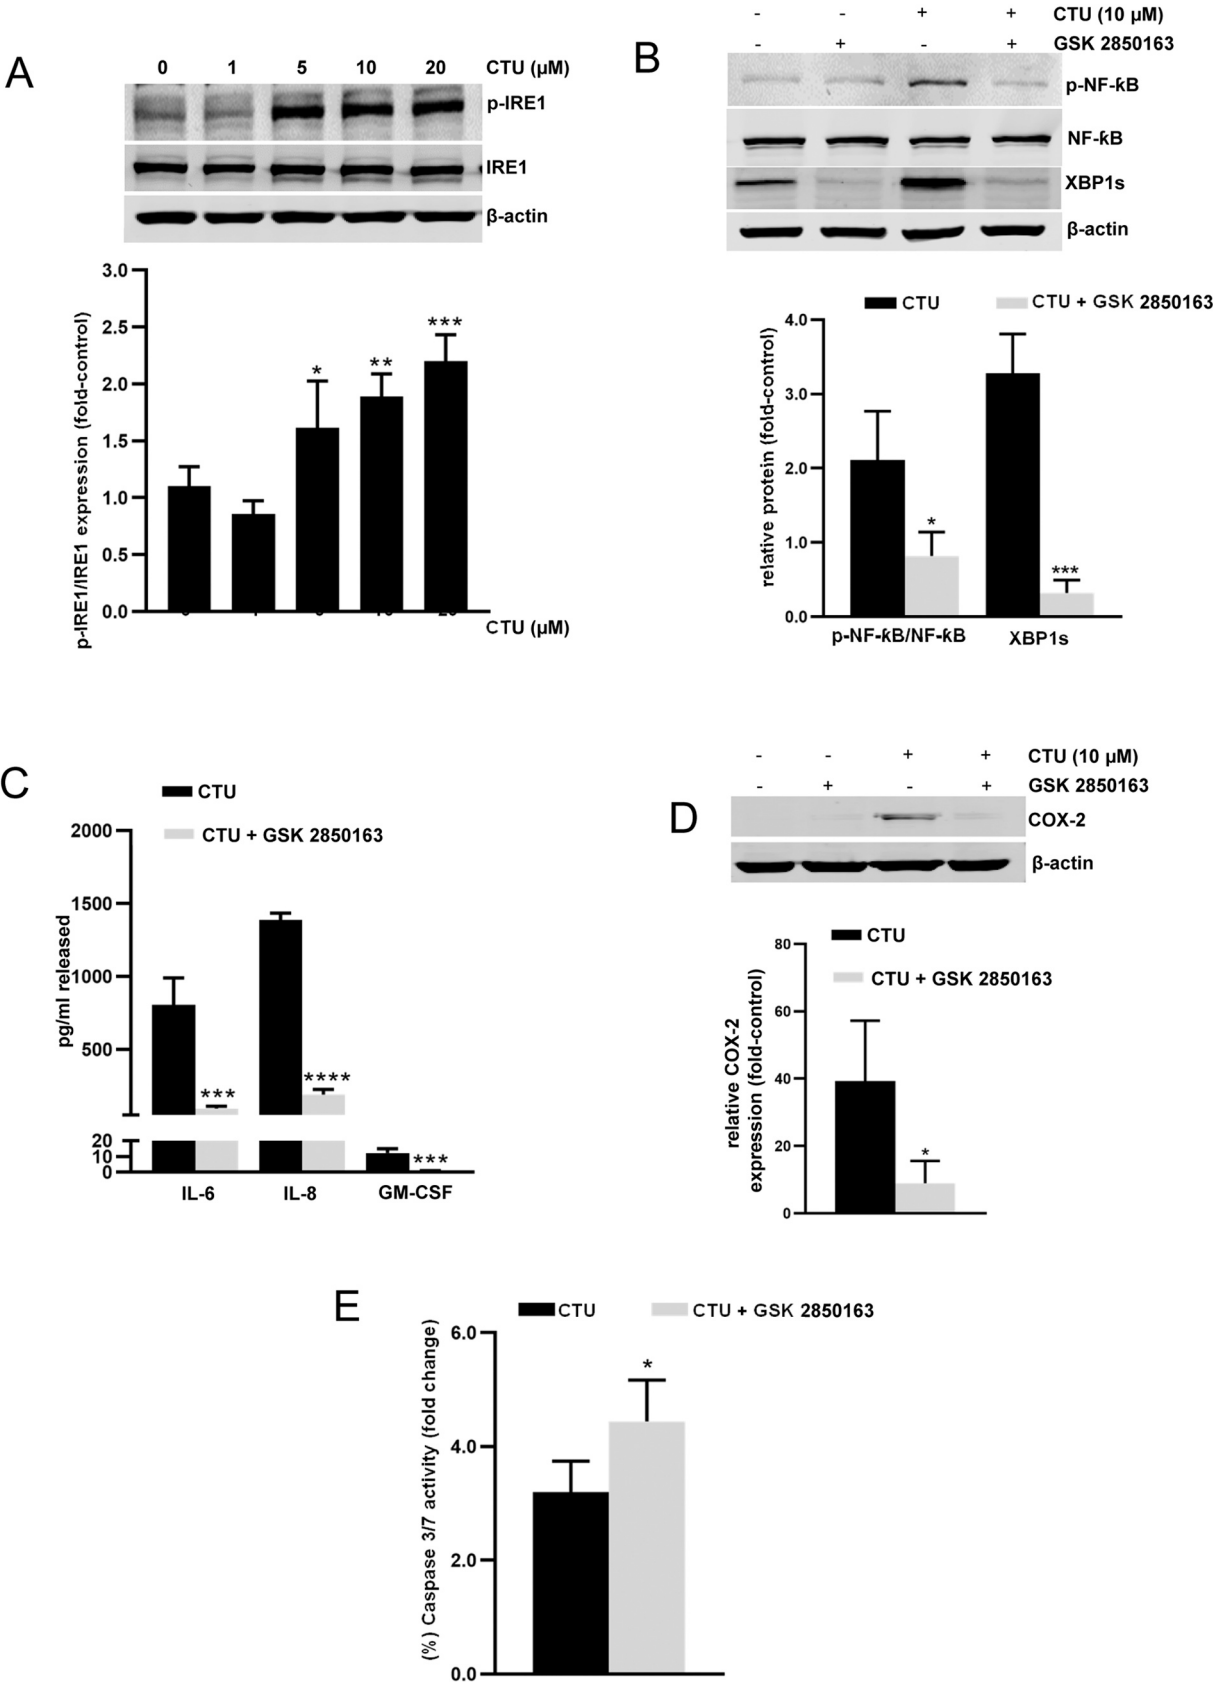 A
0 1 5 10 20 CTU (µM)
p-IRE1
IRE1
β-actin
3.0
2.5
2.0
1.5
1.0
0.5
0.0
p-IRE1/IRE1 expression (fold-control)
* ** ***
CTU (µM)
B
- - + + CTU (10 µM)
- + - + GSK 2850163
p-NF-ƙB
NF-ƙB
XBP1s
β-actin
CTU CTU + GSK 2850163
4.0
3.0
2.0
1.0
0.0
relative protein (fold-control)
* ***
p-NF-ƙB/NF-ƙB XBP1s
C
CTU
CTU + GSK 2850163
2000
1500
1000
500
20
10
0
pg/ml released
*** **** ***
IL-6 IL-8 GM-CSF
D
- - + + CTU (10 µM)
- + - + GSK 2850163
COX-2
β-actin
CTU
CTU + GSK 2850163
80
60
40
20
0
relative COX-2
expression (fold-control)
*
E
CTU CTU + GSK 2850163
6.0
4.0
2.0
0.0
(%) Caspase 3/7 activity (fold change)
*